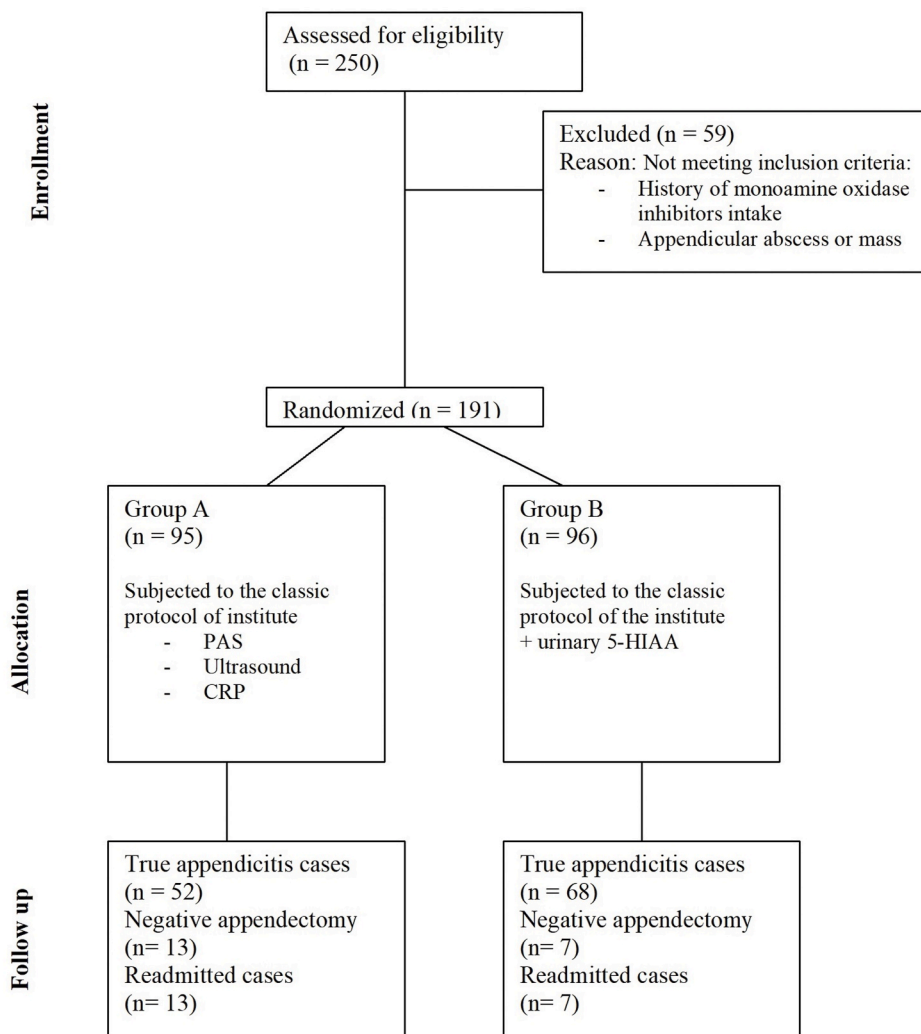 Assessed for eligibility
(n = 250)
Enrollment
Excluded (n = 59)
Reason: Not meeting inclusion criteria:
- History of monoamine oxidase
inhibitors intake
- Appendicular abscess or mass
Randomized (n = 191)
Allocation
Group A
(n = 95)
Subjected to the classic
protocol of institute
- PAS
- Ultrasound
- CRP
Group B
(n = 96)
Subjected to the classic
protocol of the institute
+ urinary 5-HIAA
Follow up
True appendicitis cases
(n = 52)
Negative appendectomy
(n= 13)
Readmitted cases
(n= 13)
True appendicitis cases
(n = 68)
Negative appendectomy
(n= 7)
Readmitted cases
(n= 7)